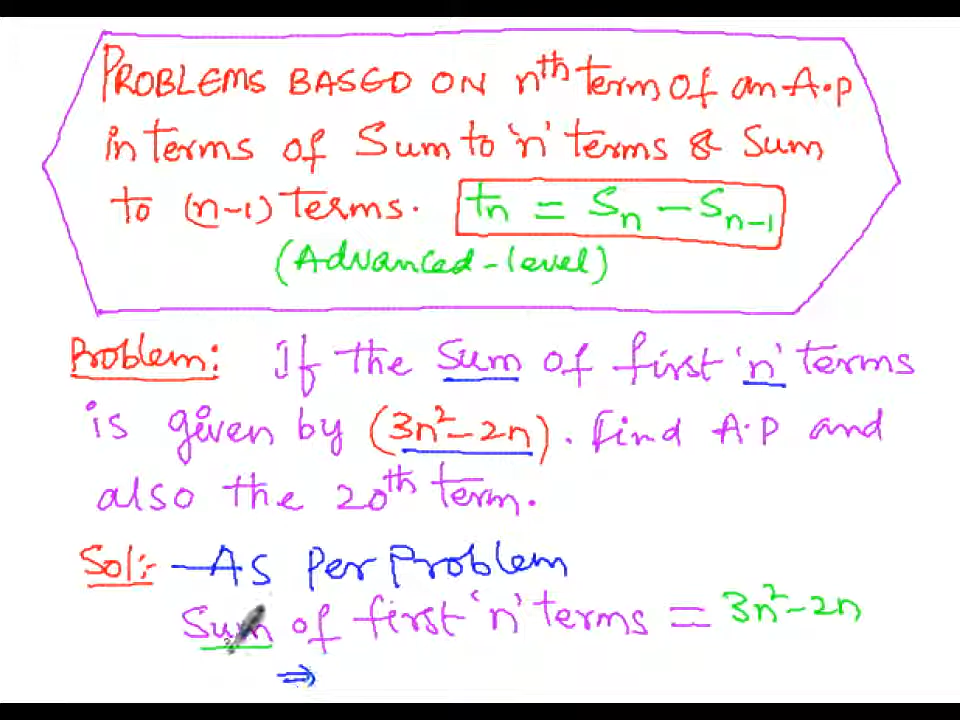 PROBLEMS BASED ON nth term of an A.P
in terms of Sum to 'n' terms & Sum
to (n-1) terms. tn = Sn - Sn-1
(Advanced-level)
Problem: If the sum of first 'n' terms
is given by (3n²-2n). find A.P and
also the 20th term.
Sol:- As per problem
Sum of first 'n' terms = 3n²-2n
⇒